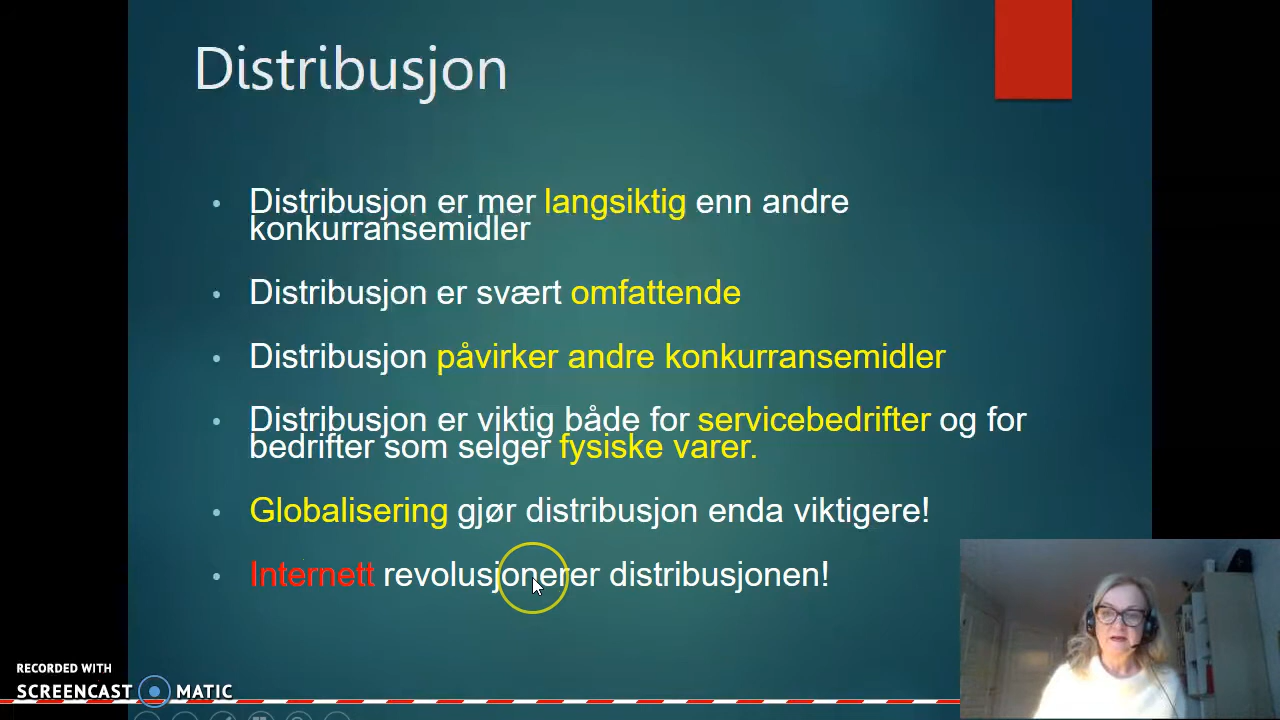 Distribusjon
Distribusjon er mer langsiktig enn andre
konkurransemidler
Distribusjon er svært omfattende
Distribusjon påvirker andre konkurransemidler
Distribusjon er viktig både for servicebedrifter og for
bedrifter som selger fysiske varer.
Globalisering gjør distribusjon enda viktigere!
Internett revolusjonerer distribusjonen!
RECORDED WITH
SCREENCAST MATIC